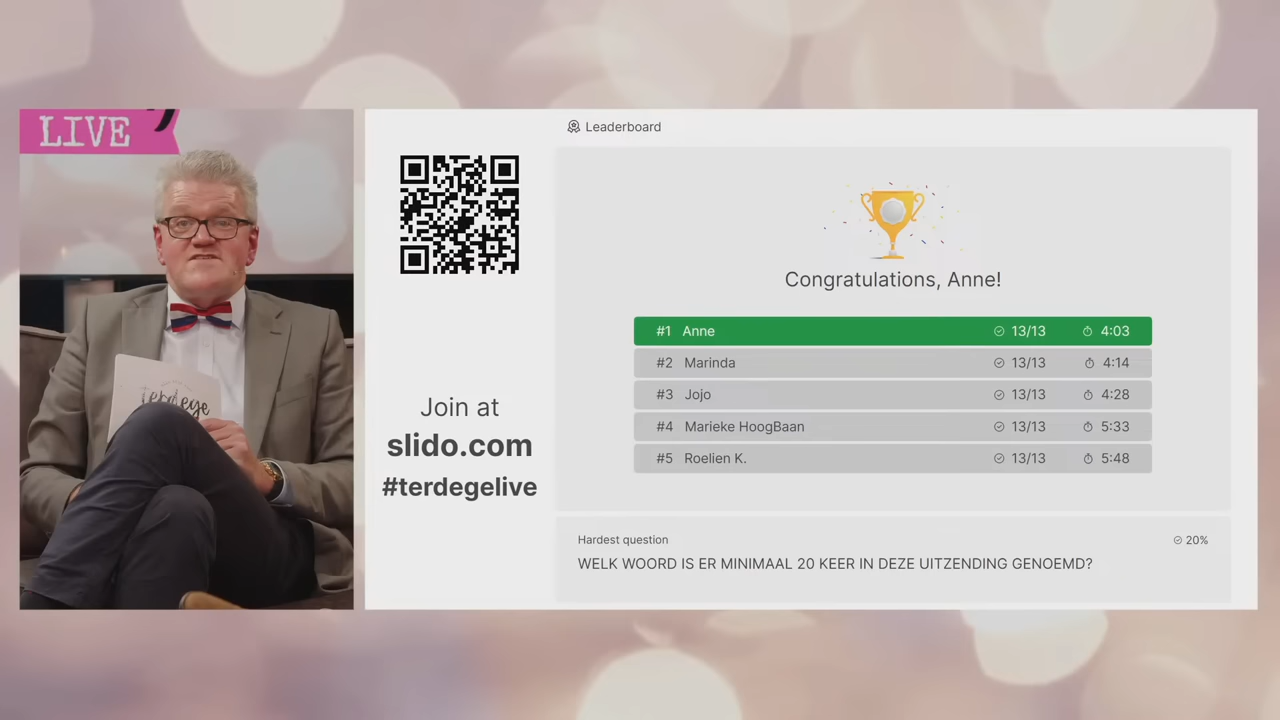 LIVE
terdege
Join at
slido.com
#terdegelive
Leaderboard
Congratulations, Anne!
#1 Anne 13/13 4:03
#2 Marinda 13/13 4:14
#3 Jojo 13/13 4:28
#4 Marieke HoogBaan 13/13 5:33
#5 Roelien K. 13/13 5:48
Hardest question 20%
WELK WOORD IS ER MINIMAAL 20 KEER IN DEZE UITZENDING GENOEMD?